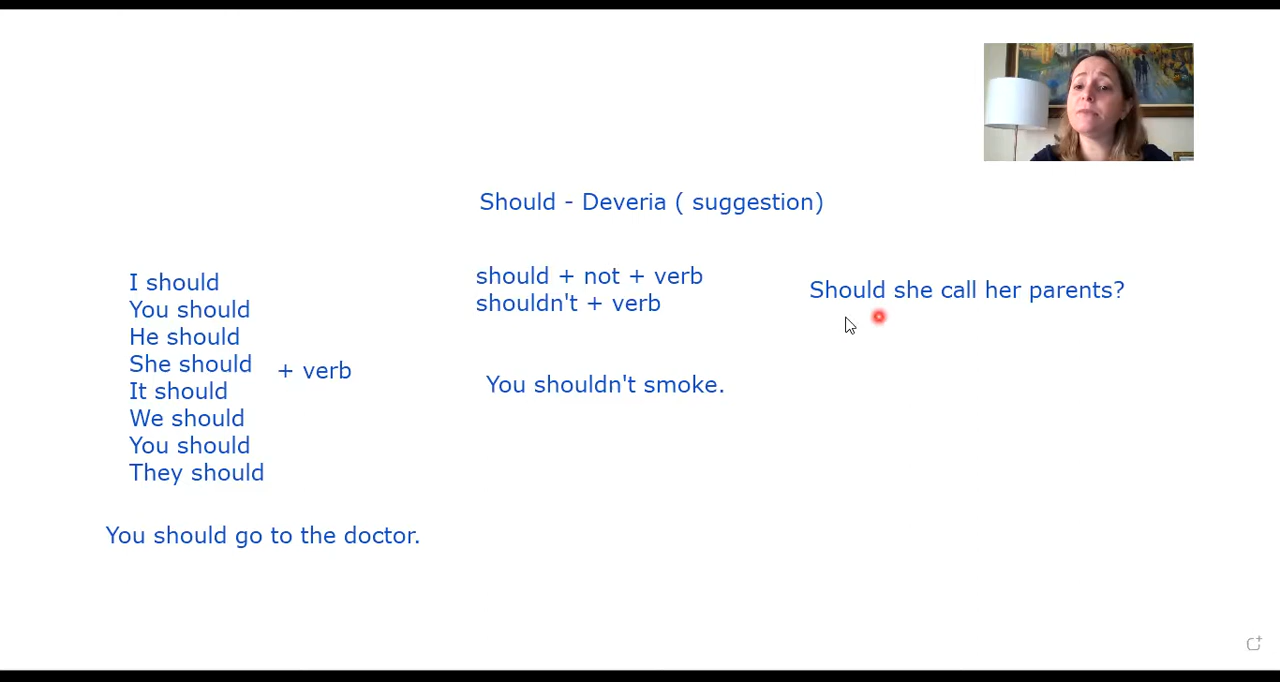 Should - Deveria ( suggestion)
I should
You should
He should
She should
It should
We should
You should
They should
+ verb
You should go to the doctor.
should + not + verb
shouldn't + verb
You shouldn't smoke.
Should she call her parents?